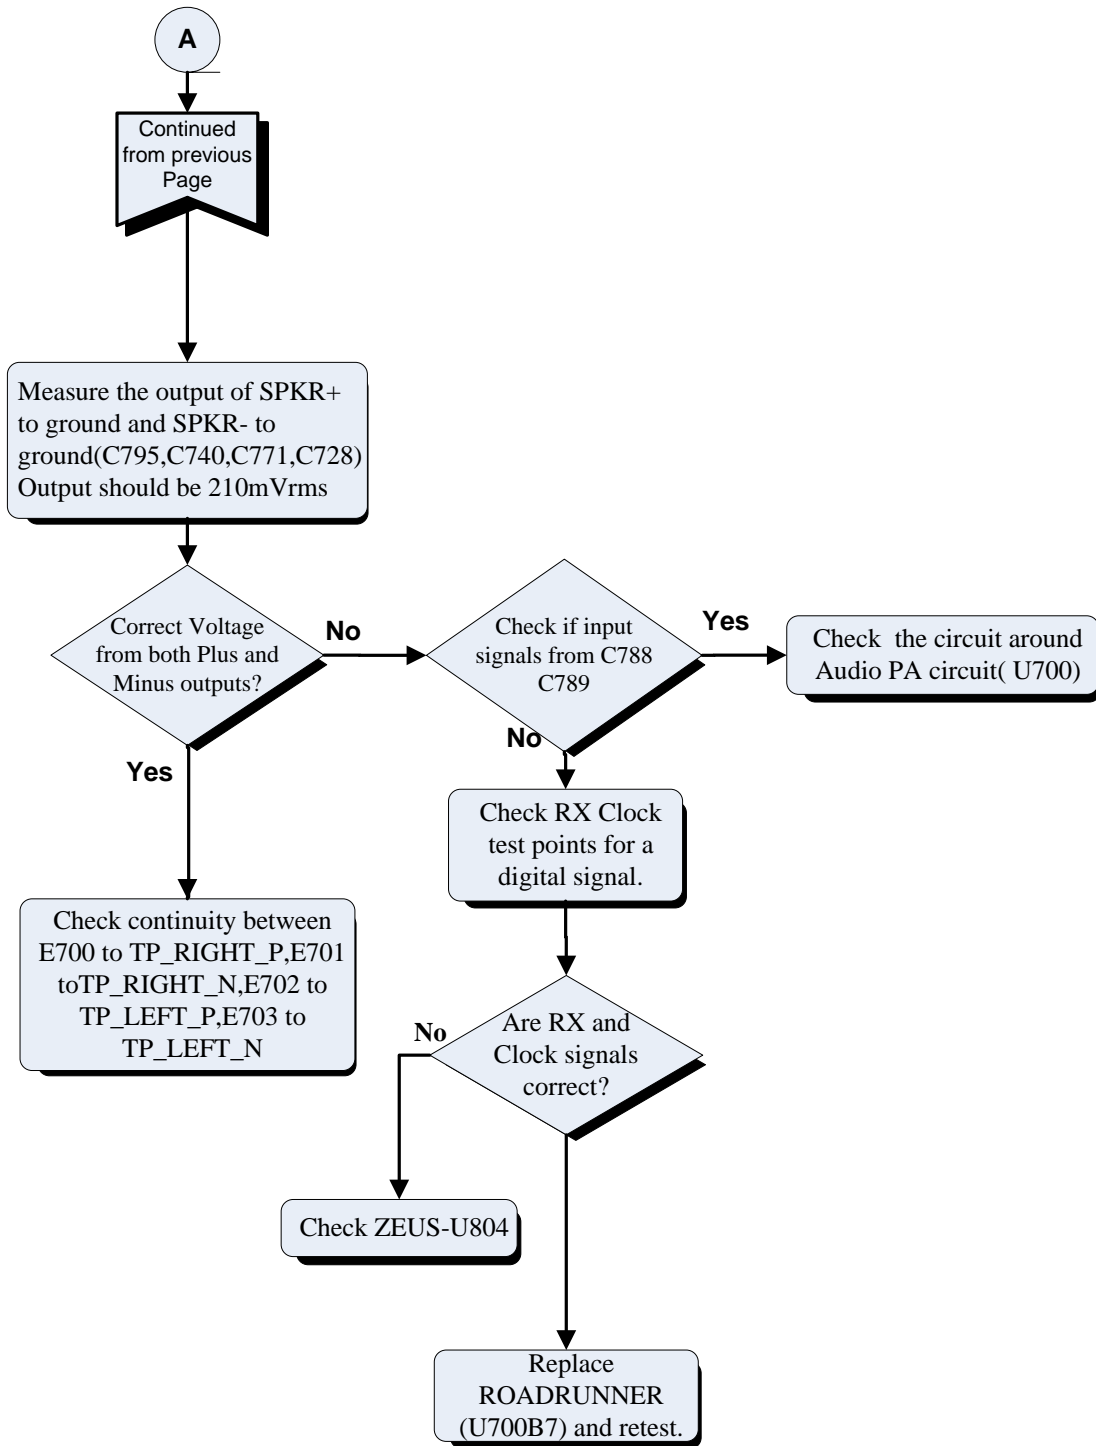 A
Continued
from previous
Page
Measure the output of SPKR+
to ground and SPKR- to
ground(C795,C740,C771,C728)
Output should be 210mVrms
Correct Voltage
from both Plus and
Minus outputs?
No
Check if input
signals from C788
C789
Yes
Check  the circuit around
Audio PA circuit( U700)
Yes
No
Check RX Clock
test points for a
digital signal.
Check continuity between
E700 to TP_RIGHT_P,E701
toTP_RIGHT_N,E702 to
TP_LEFT_P,E703 to
TP_LEFT_N
No
Are RX and
Clock signals
correct?
Check ZEUS-U804
Replace
ROADRUNNER
(U700B7) and retest.